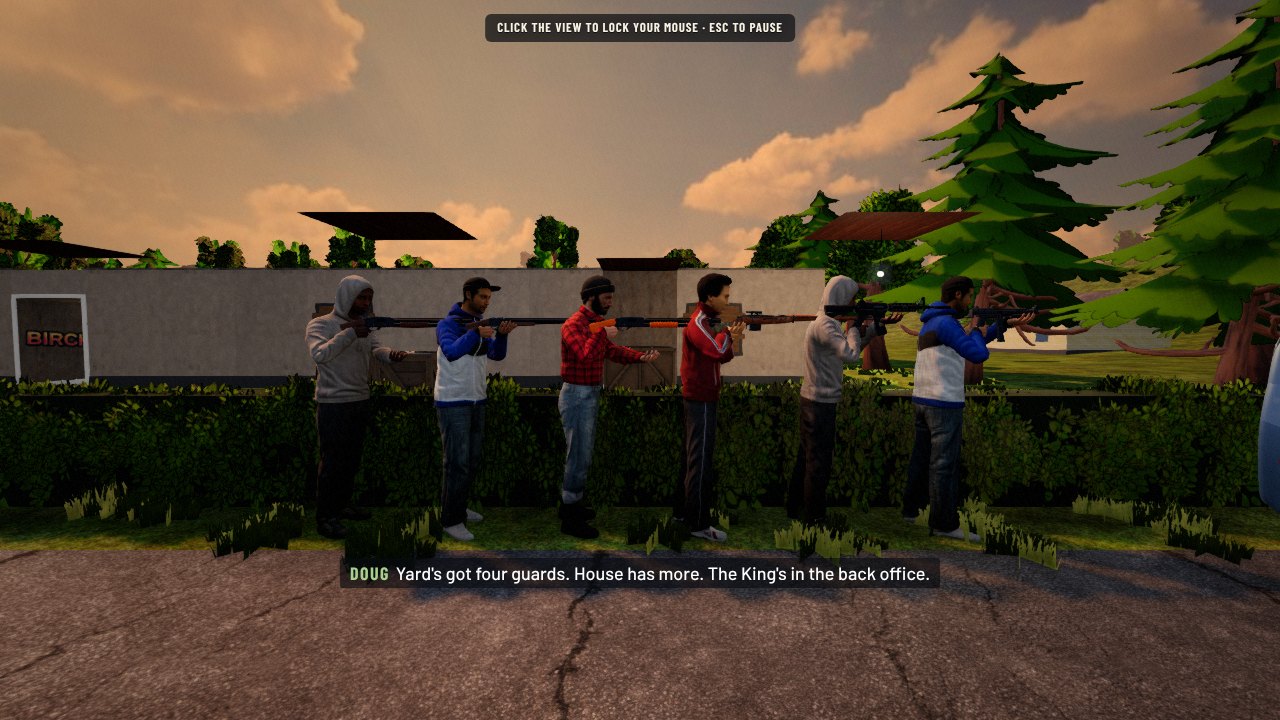 CLICK THE VIEW TO LOCK YOUR MOUSE · ESC TO PAUSE
BIRCH
DOUG Yard's got four guards. House has more. The King's in the back office.